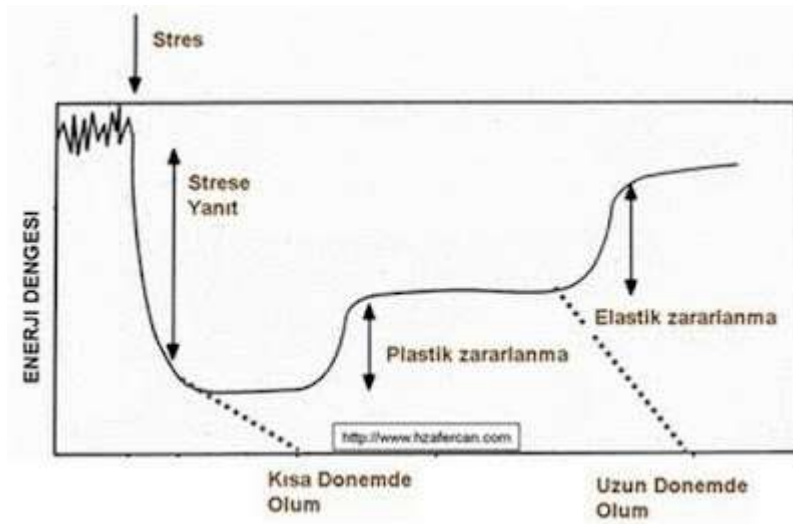 Stres
Strese
Yanıt
ENERJI DENGESI
Elastik zararlanma
Plastik zararlanma
http://www.hzafercan.com
Kısa Donemde
Olum
Uzun Donemde
Olum